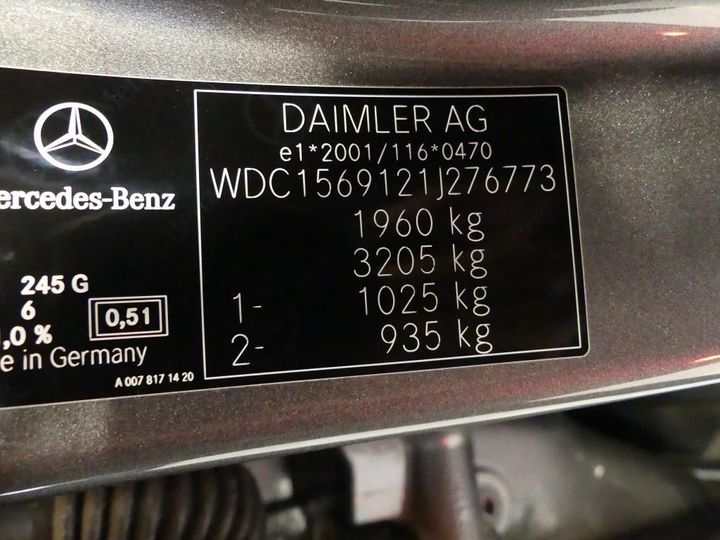 DAIMLER AG
e1*2001/116*0470
WDC1569121J276773
1960 kg
3205 kg
1- 1025 kg
2- 935 kg
ercedes-Benz
245 G
6
,0 %
0,51
e in Germany
A 007 817 14 20